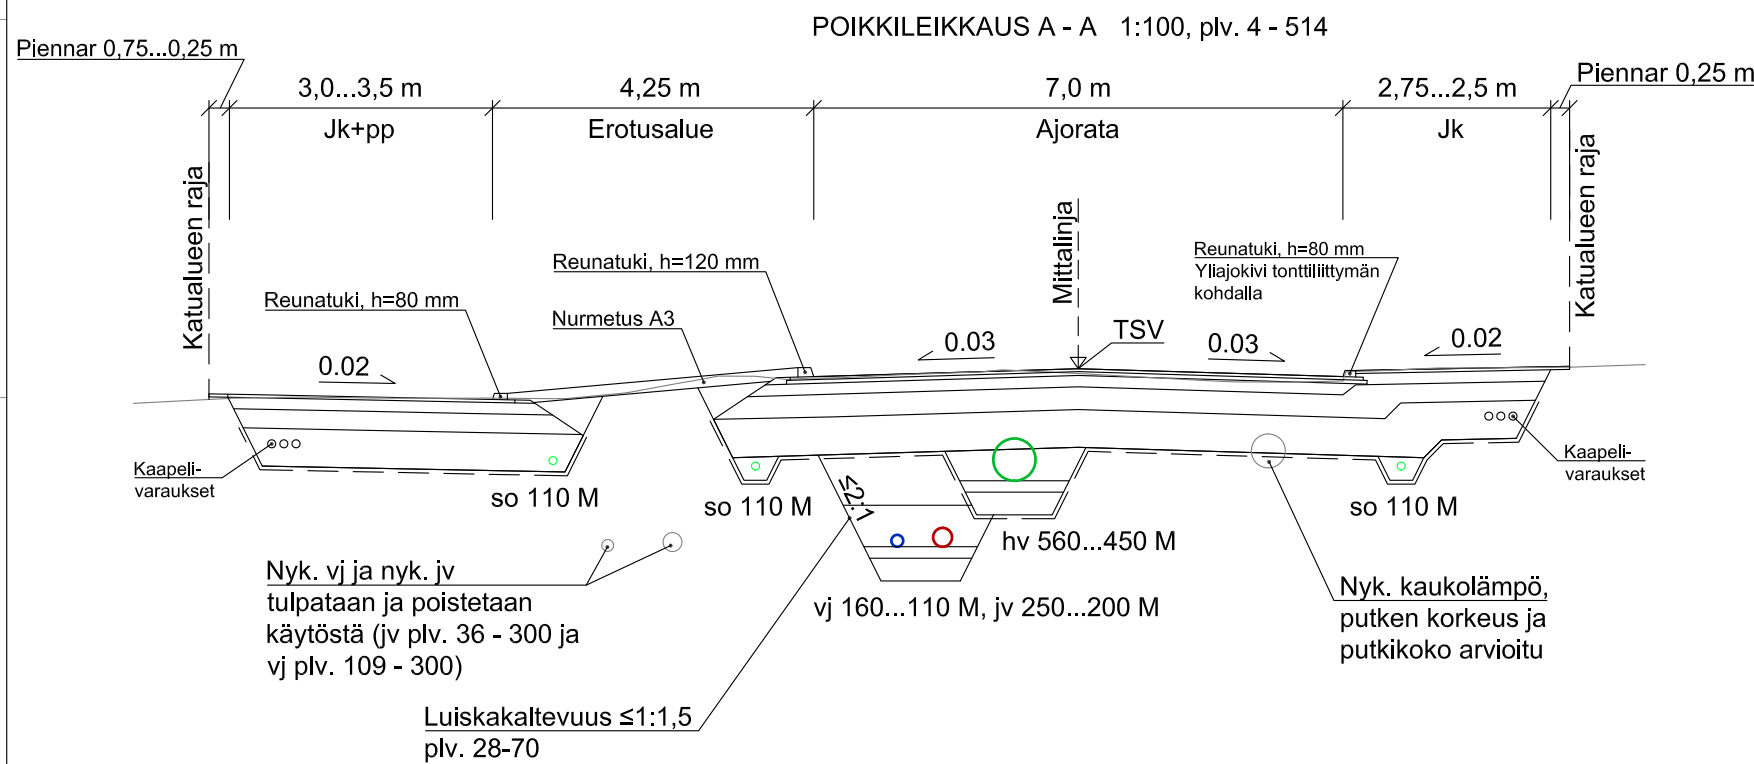 POIKKILEIKKAUS A - A 1:100, plv. 4 - 514
Piennar 0,75...0,25 m
3,0...3,5 m
4,25 m
7,0 m
2,75...2,5 m
Piennar 0,25 m
Jk+pp
Erotusalue
Ajorata
Jk
Katualueen raja
Mittalinja
Katualueen raja
Reunatuki, h=120 mm
Reunatuki, h=80 mm
Yliajokivi tonttiliittymän
kohdalla
Reunatuki, h=80 mm
Nurmetus A3
TSV
0.02
0.03
0.03
0.02
Kaapeli-
varaukset
Kaapeli-
varaukset
so 110 M
so 110 M
≤2:1
so 110 M
hv 560...450 M
Nyk. vj ja nyk. jv
tulpataan ja poistetaan
käytöstä (jv plv. 36 - 300 ja
vj plv. 109 - 300)
vj 160...110 M, jv 250...200 M
Nyk. kaukolämpö,
putken korkeus ja
putkikoko arvioitu
Luiskakaltevuus ≤1:1,5
plv. 28-70